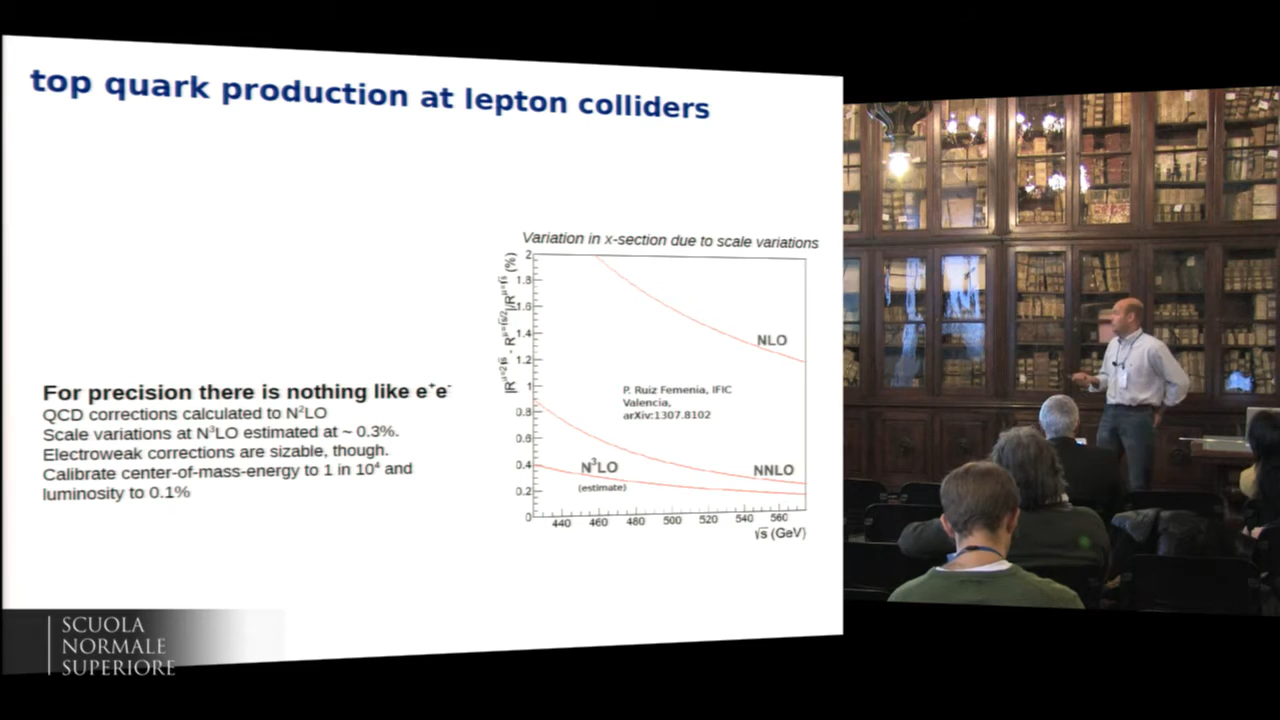 top quark production at lepton colliders
Variation in x-section due to scale variations
|R^μ=2√s - R^μ=√s/2|/R^μ=√s (%)
2
1.8
1.6
1.4
1.2
1
0.8
0.6
0.4
0.2
0
NLO
P. Ruiz Femenia, IFIC
Valencia,
arXiv:1307.8102
N³LO
(estimate)
NNLO
440 460 480 500 520 540 560
√s (GeV)
For precision there is nothing like e⁺e⁻
QCD corrections calculated to N²LO
Scale variations at N³LO estimated at ~ 0.3%.
Electroweak corrections are sizable, though.
Calibrate center-of-mass-energy to 1 in 10⁴ and
luminosity to 0.1%
SCUOLA
NORMALE
SUPERIORE